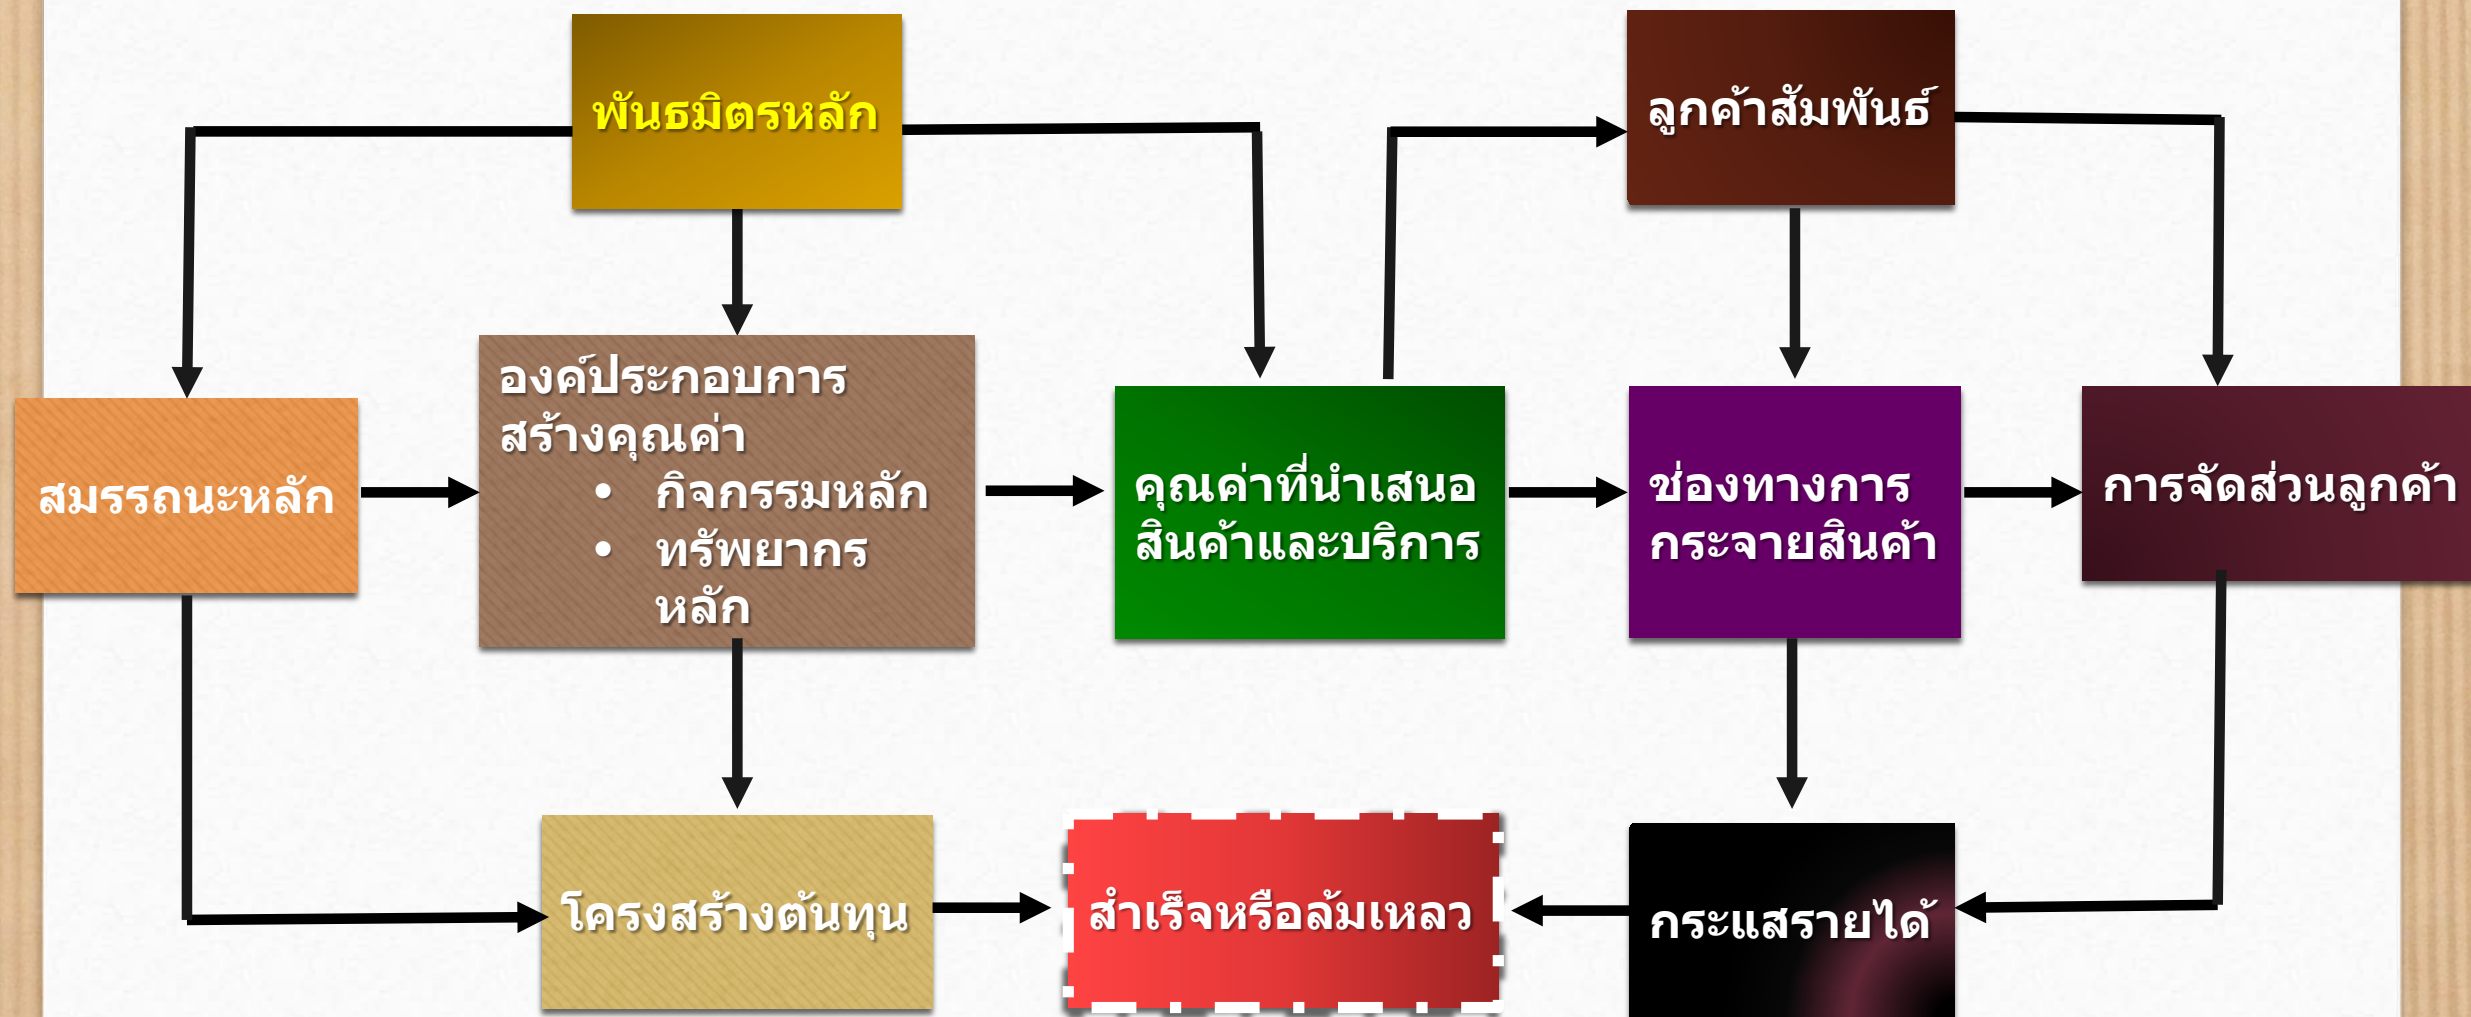 พันธมิตรหลัก
ลูกค้าสัมพันธ์
สมรรถนะหลัก
องค์ประกอบการ
สร้างคุณค่า
• กิจกรรมหลัก
• ทรัพยากร
หลัก
คุณค่าที่นำเสนอ
สินค้าและบริการ
ช่องทางการ
กระจายสินค้า
การจัดส่วนลูกค้า
โครงสร้างต้นทุน
สำเร็จหรือล้มเหลว
กระแสรายได้